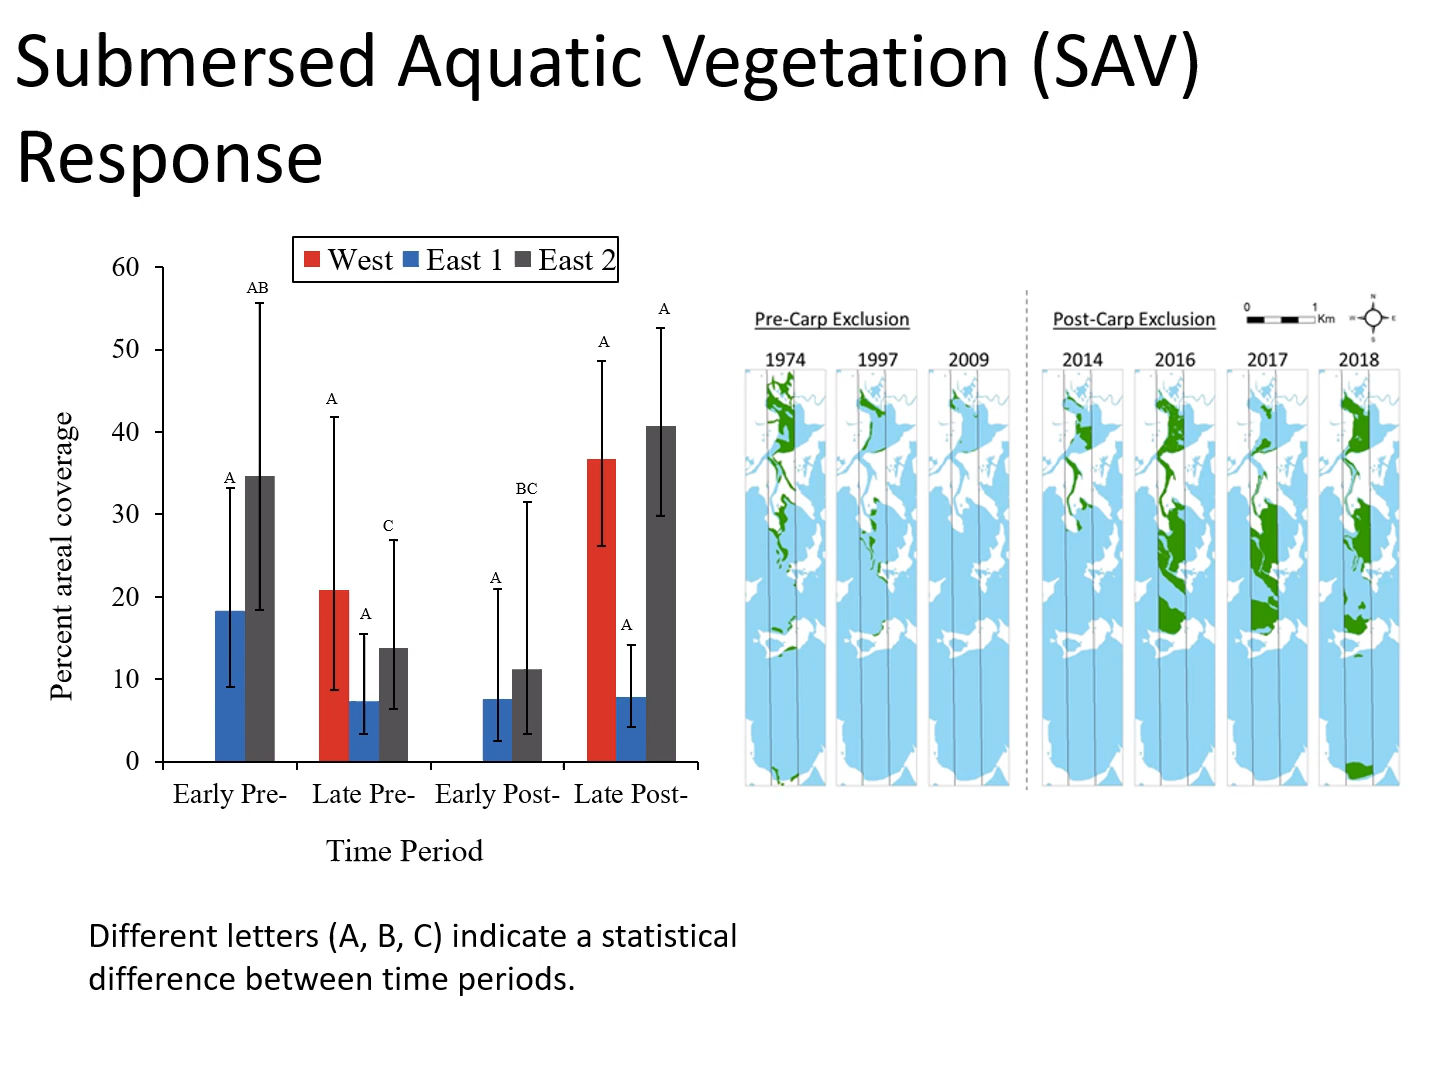 Submersed Aquatic Vegetation (SAV)
Response
West East 1 East 2
60
50
40
30
20
10
0
Percent areal coverage
AB
A
A
A
C
A
BC
A
A
A
Early Pre- Late Pre- Early Post- Late Post-
Time Period
Pre-Carp Exclusion
1974 1997 2009
Post-Carp Exclusion
0 1
Km
N
W E
S
2014 2016 2017 2018
Different letters (A, B, C) indicate a statistical
difference between time periods.